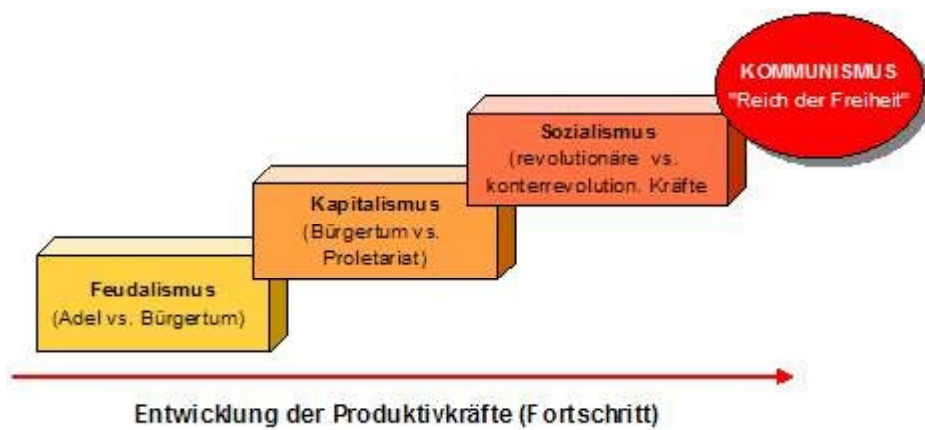 KOMMUNISMUS
"Reich der Freiheit"
Sozialismus
(revolutionäre vs.
konterrevolution. Kräfte
Kapitalismus
(Bürgertum vs.
Proletariat)
Feudalismus
(Adel vs. Bürgertum)
Entwicklung der Produktivkräfte (Fortschritt)